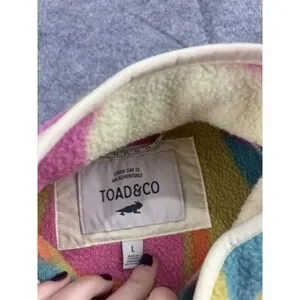 EVERY DAY IS
AN ADVENTURE
TOAD&CO
L